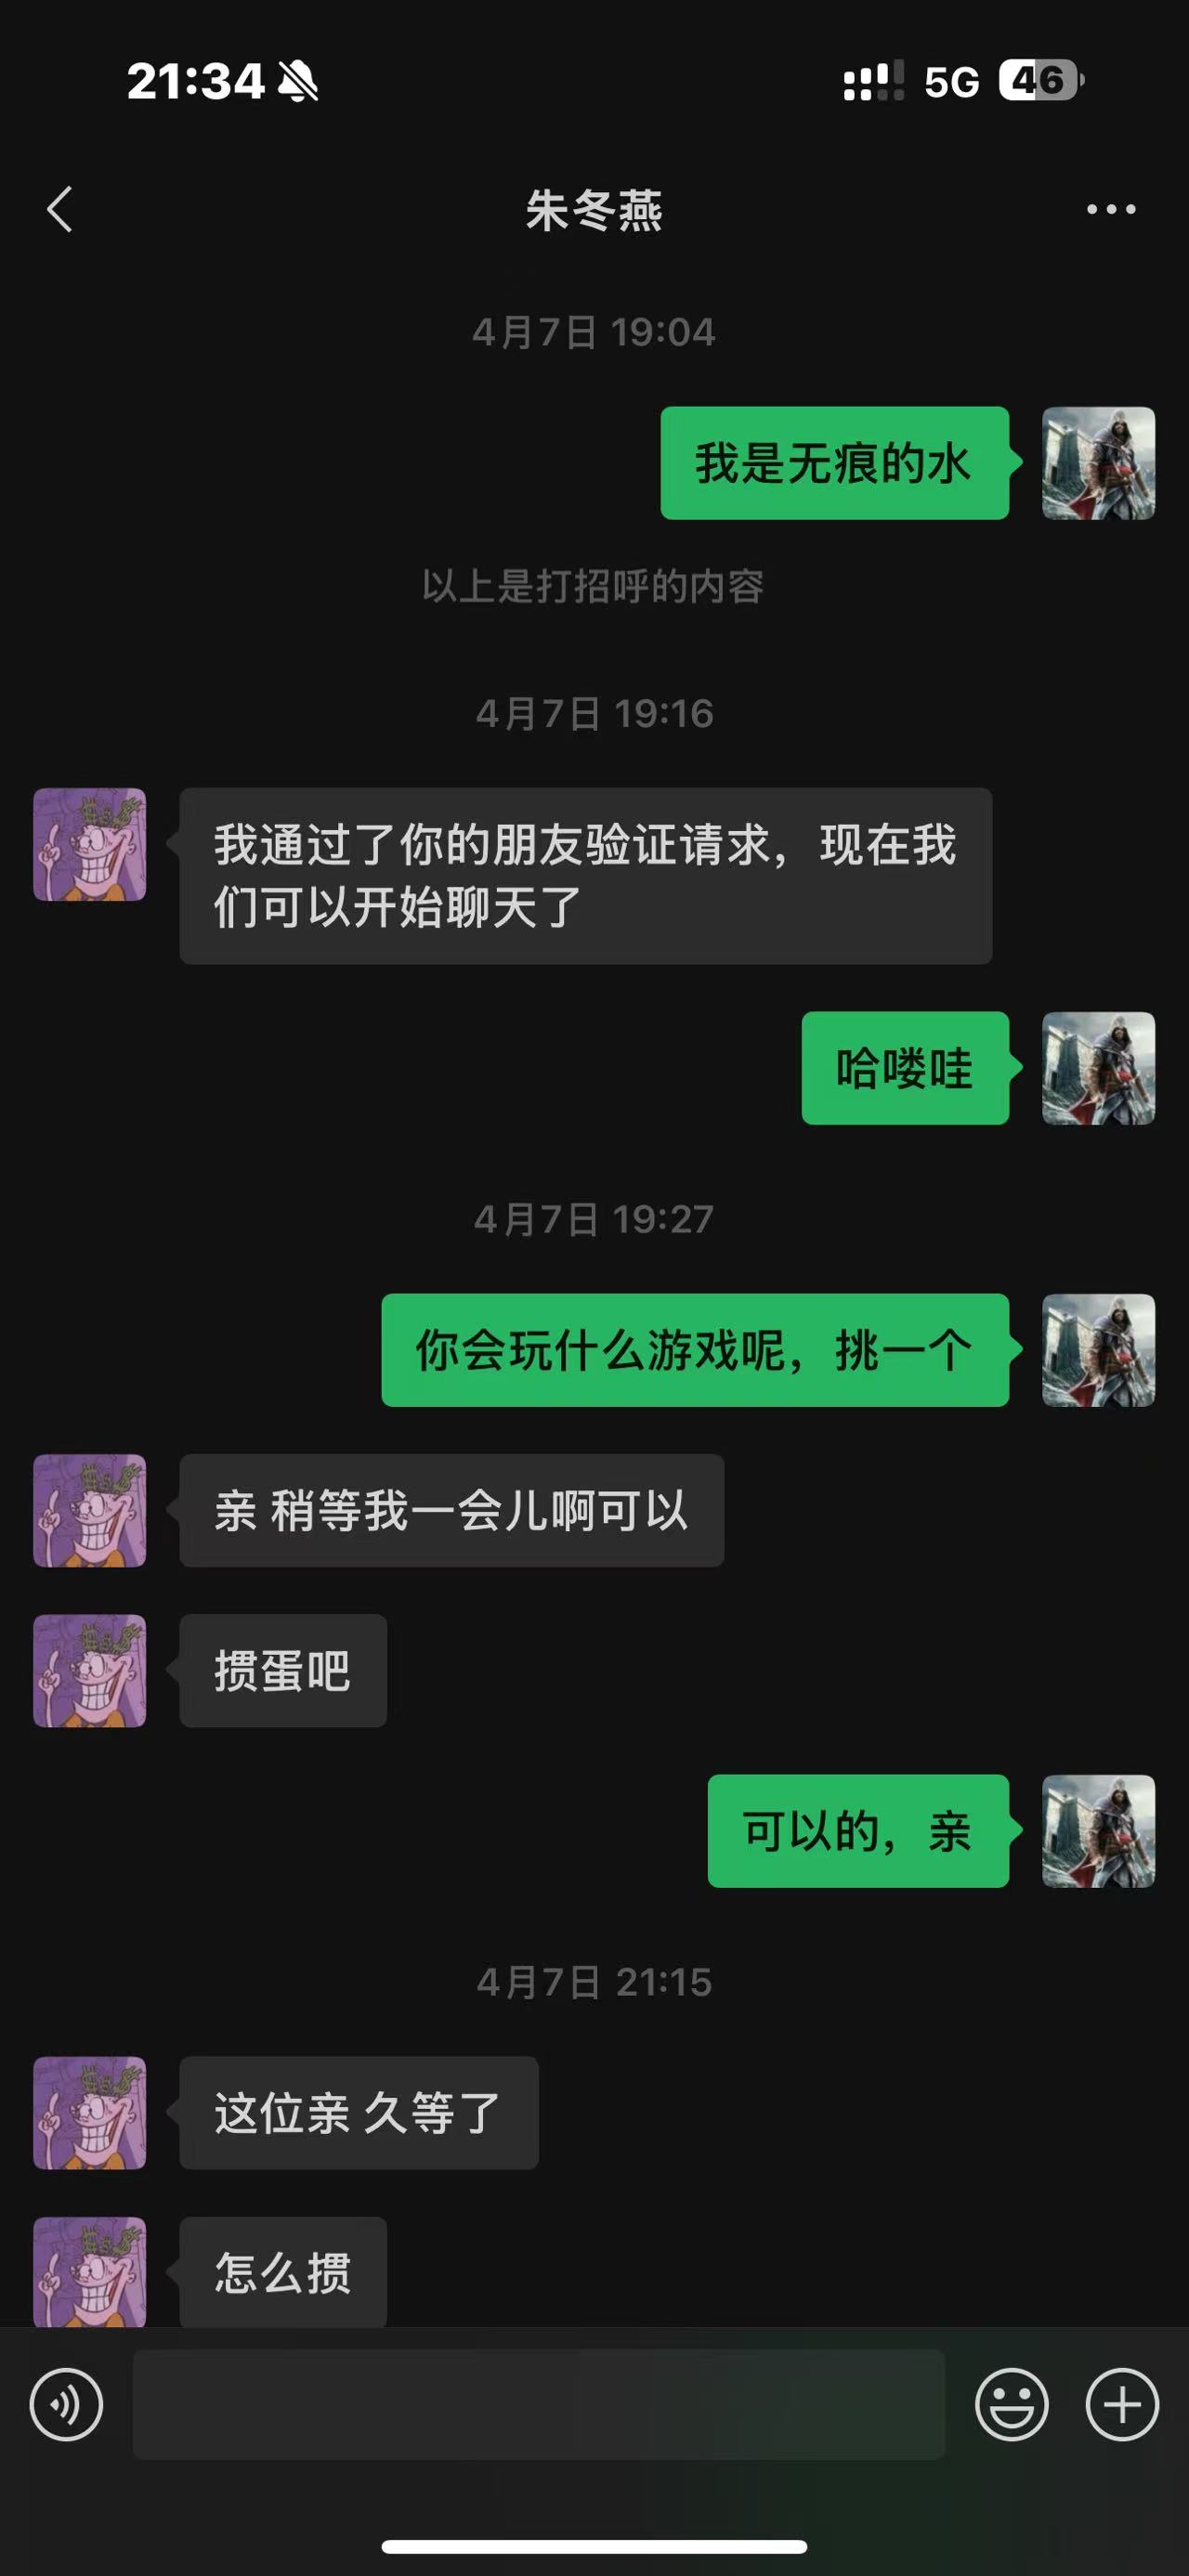 21:34
5G 46
朱冬燕
4月7日 19:04
我是无痕的水
以上是打招呼的内容
4月7日 19:16
我通过了你的朋友验证请求，现在我
们可以开始聊天了
哈喽哇
4月7日 19:27
你会玩什么游戏呢，挑一个
亲 稍等我一会儿啊可以
掼蛋吧
可以的，亲
4月7日 21:15
这位亲 久等了
怎么掼